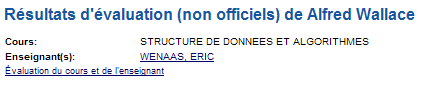 Résultats d'évaluation (non officiels) de Alfred Wallace
Cours: STRUCTURE DE DONNEES ET ALGORITHMES
Enseignant(s): WENAAS, ERIC
Évaluation du cours et de l'enseignant